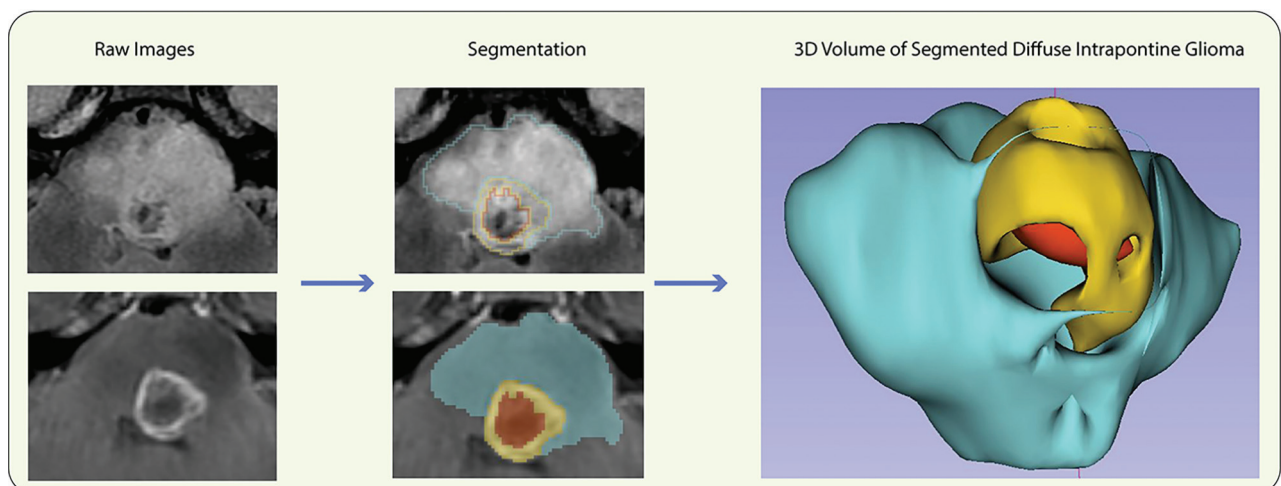 Raw Images
Segmentation
3D Volume of Segmented Diffuse Intrapontine Glioma